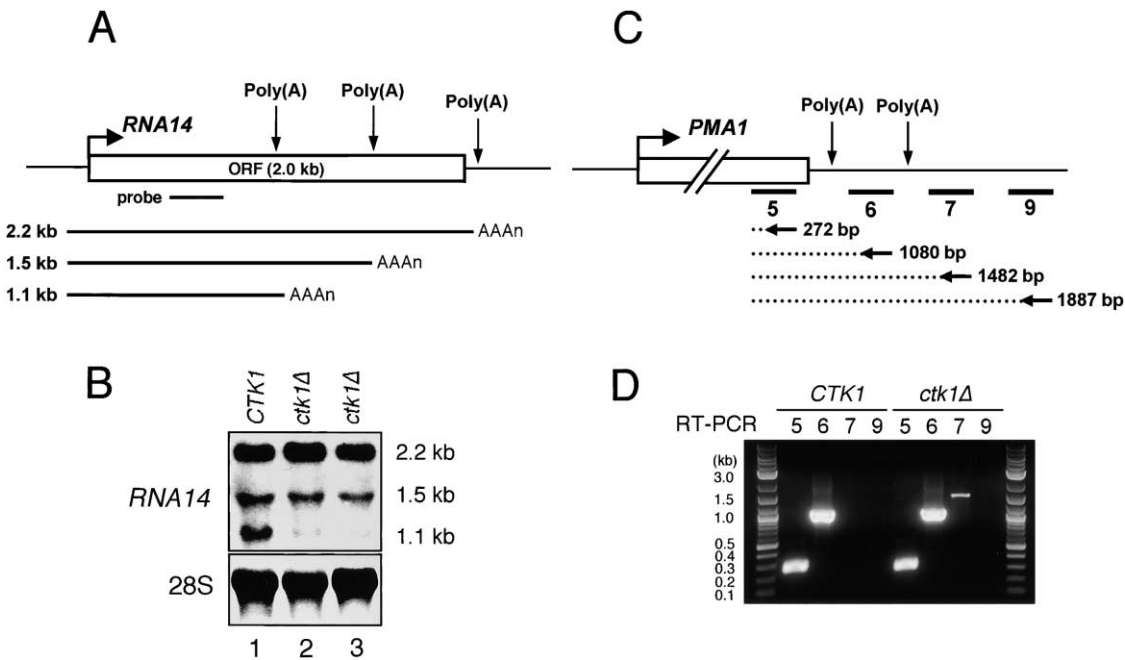 A
Poly(A) Poly(A) Poly(A)
RNA14
ORF (2.0 kb)
probe
2.2 kb AAAn
1.5 kb AAAn
1.1 kb AAAn
C
Poly(A) Poly(A)
PMA1
5 6 7 9
272 bp
1080 bp
1482 bp
1887 bp
B
CTK1 ctk1Δ ctk1Δ
2.2 kb
RNA14 1.5 kb
1.1 kb
28S
1 2 3
D
CTK1 ctk1Δ
RT-PCR 5 6 7 9 5 6 7 9
(kb)
3.0
1.5
1.0
0.5
0.4
0.3
0.2
0.1